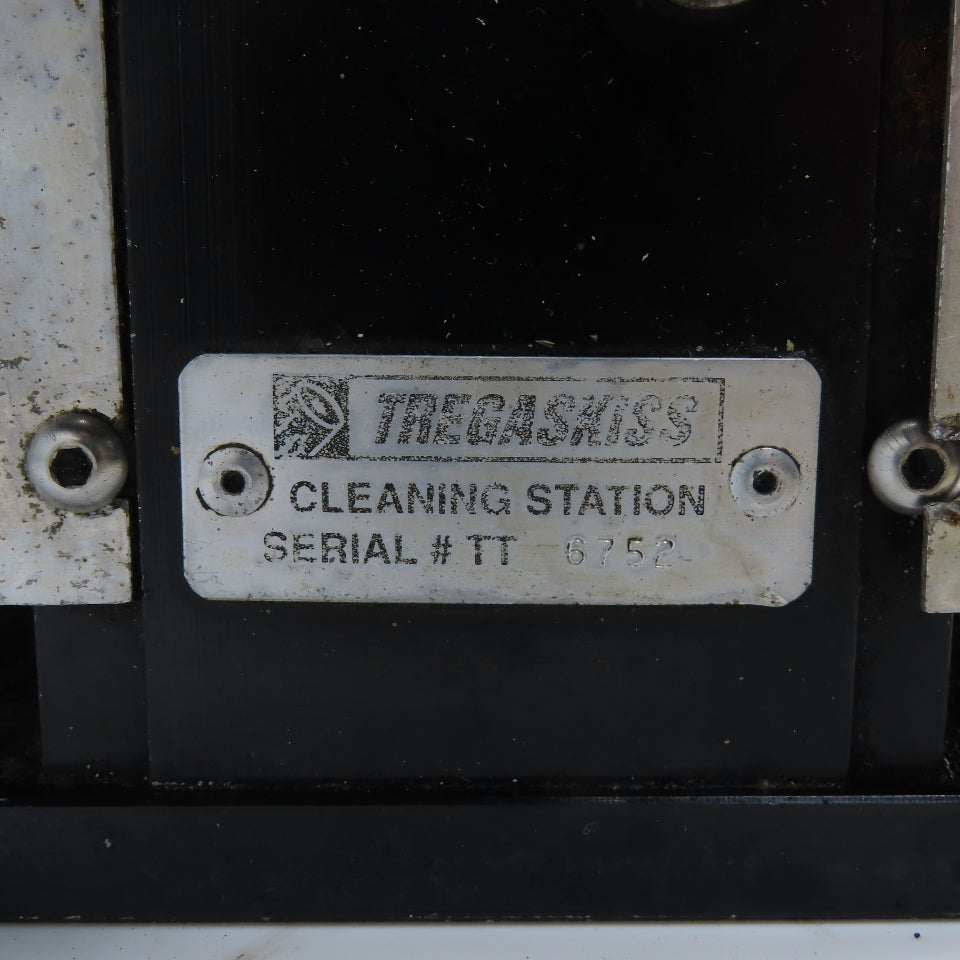 TREGASKISS
CLEANING STATION
SERIAL # TT 6752